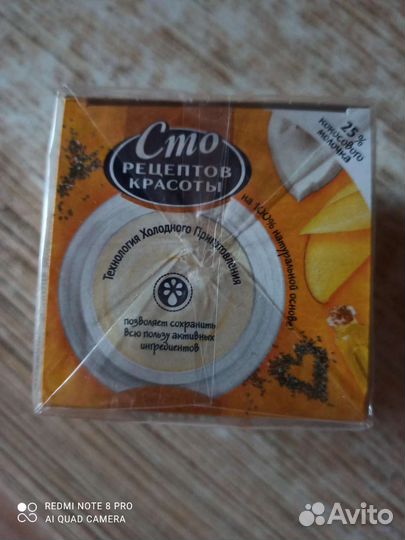 Сто
РЕЦЕПТОВ
КРАСОТЫ
25%
кокосового
молочка
на 100% натуральной основе
Технология Холодного Приготовления
позволяет сохранить
всю пользу активных
ингредиентов
REDMI NOTE 8 PRO
AI QUAD CAMERA
Avito